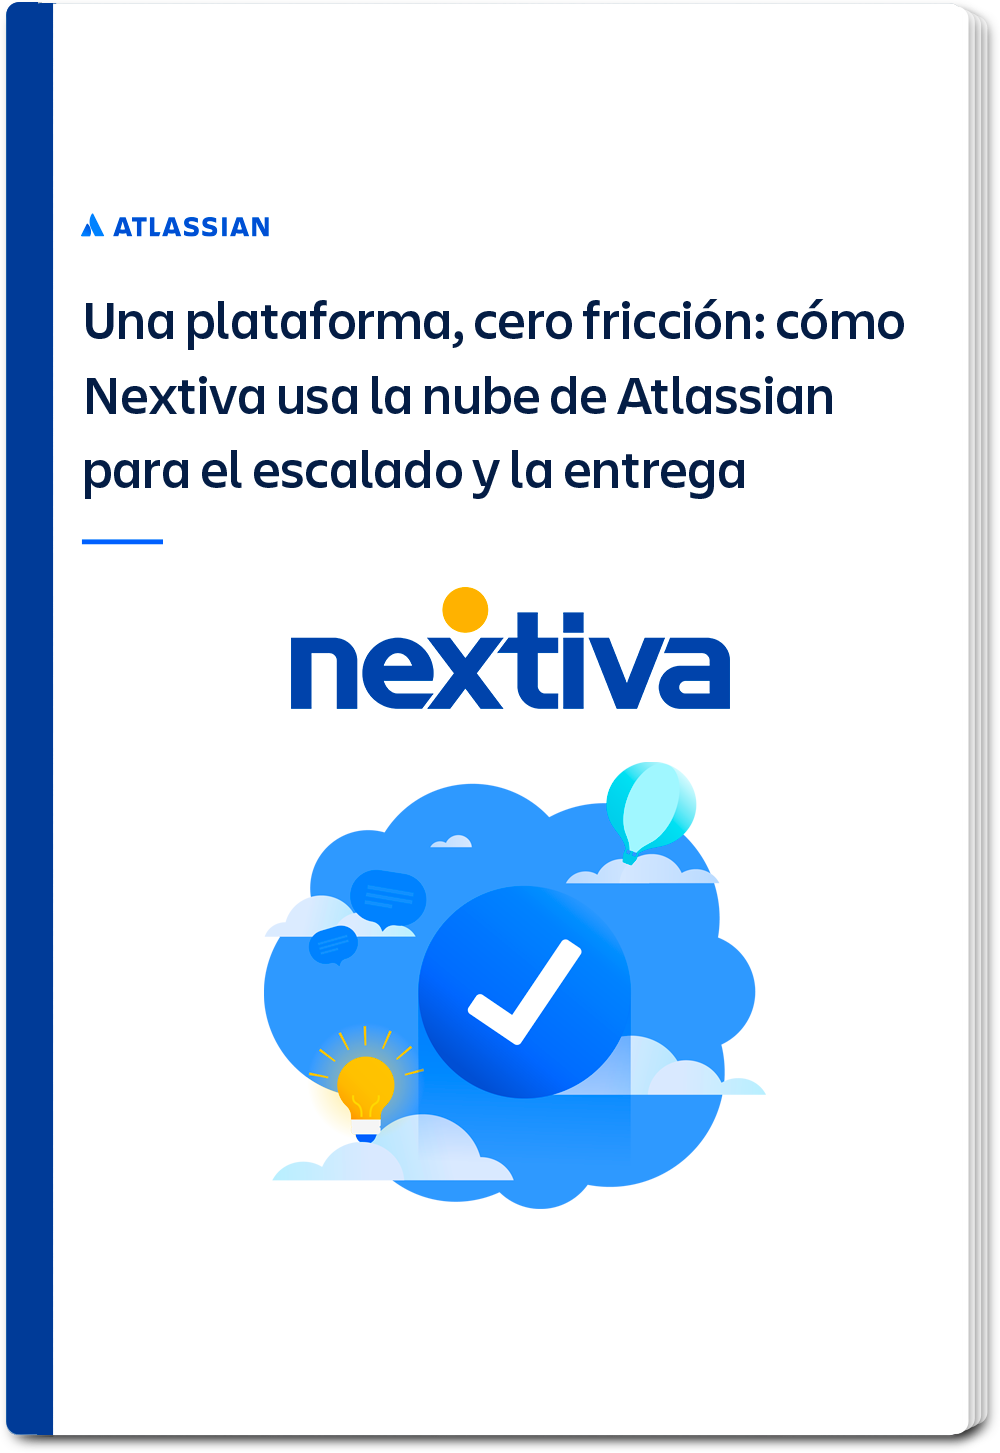 ATLASSIAN
Una plataforma, cero fricción: cómo
Nextiva usa la nube de Atlassian
para el escalado y la entrega
nextiva